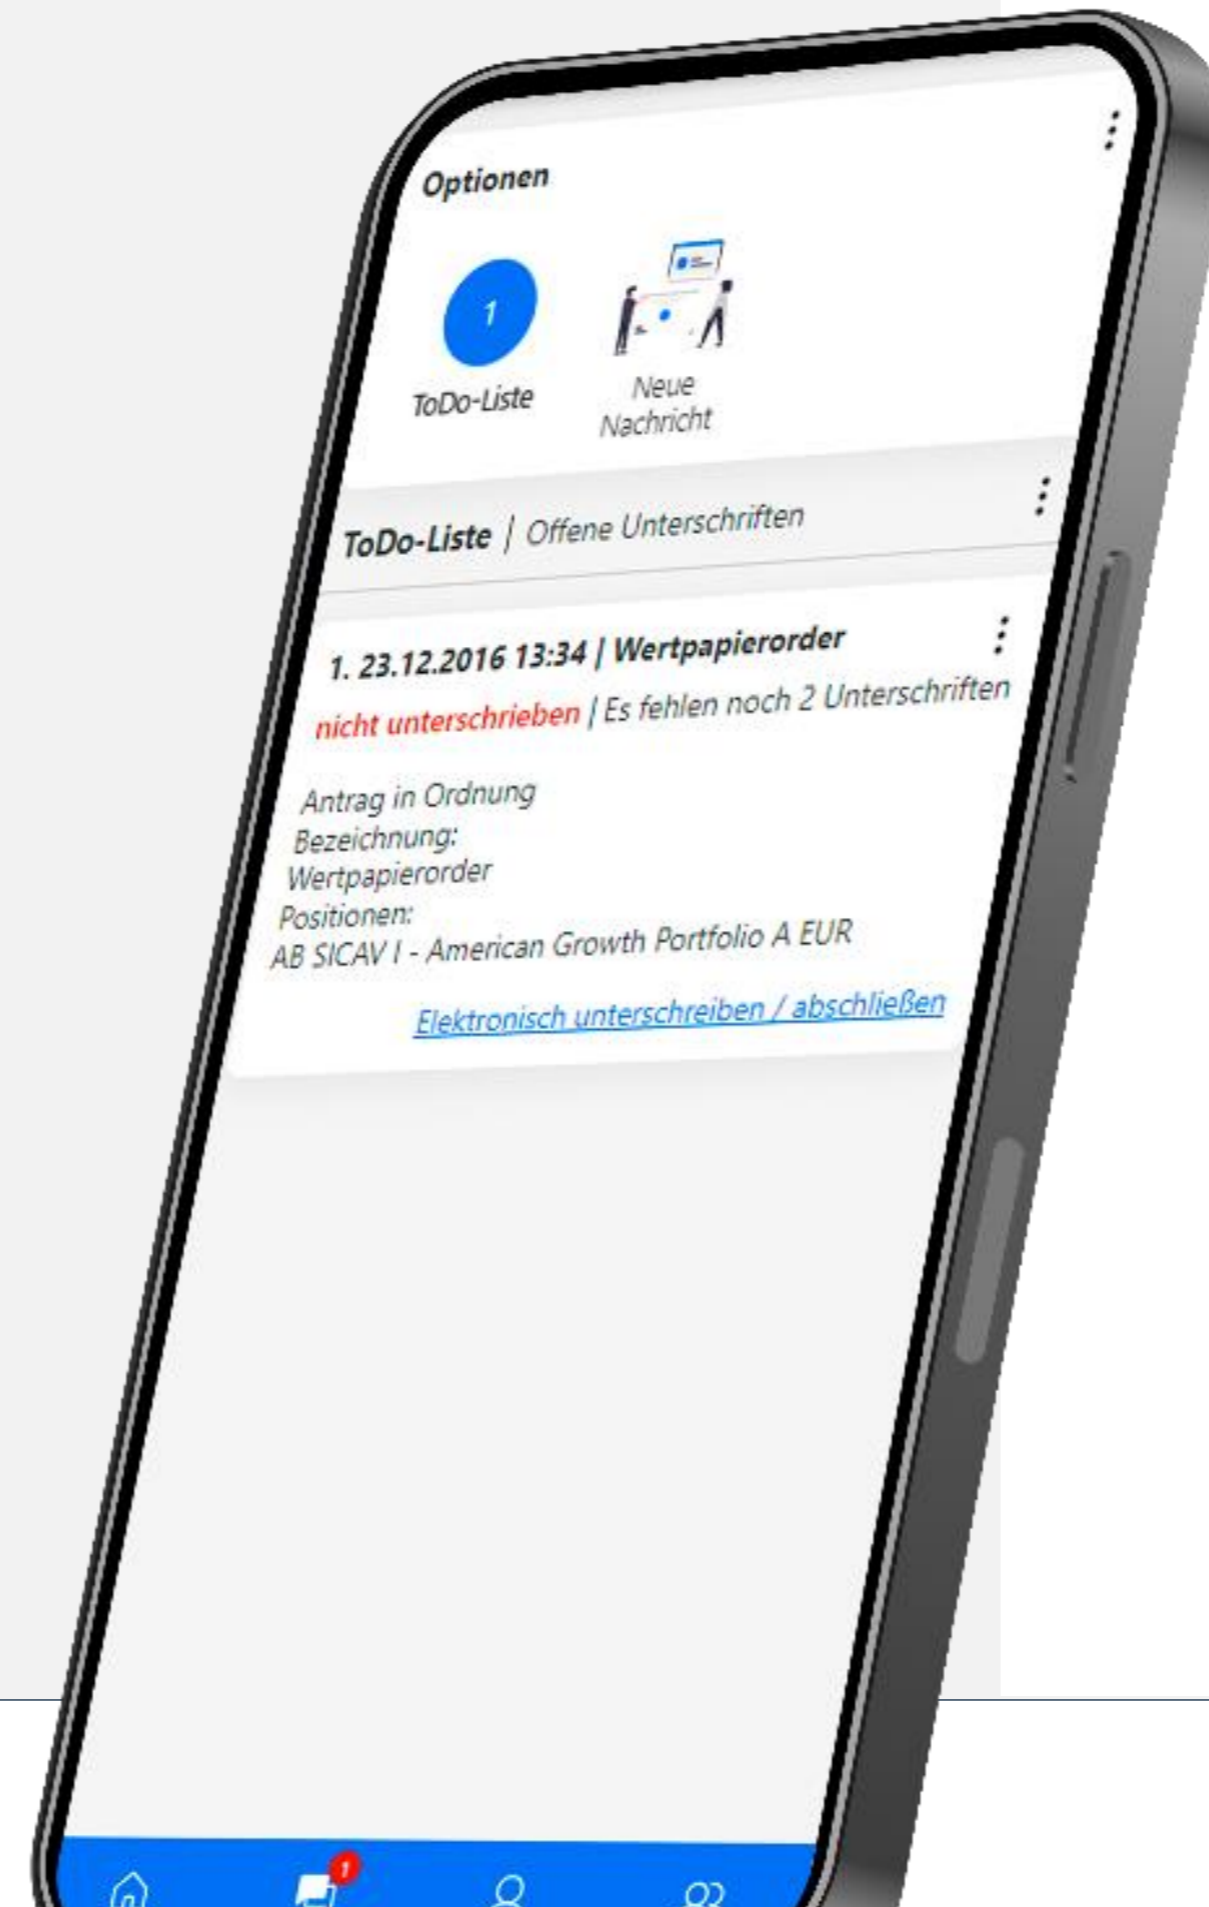 Optionen
1
ToDo-Liste
Neue
Nachricht
ToDo-Liste | Offene Unterschriften
1. 23.12.2016 13:34 | Wertpapierorder
nicht unterschrieben | Es fehlen noch 2 Unterschriften
Antrag in Ordnung
Bezeichnung:
Wertpapierorder
Positionen:
AB SICAV I - American Growth Portfolio A EUR
Elektronisch unterschreiben / abschließen
1